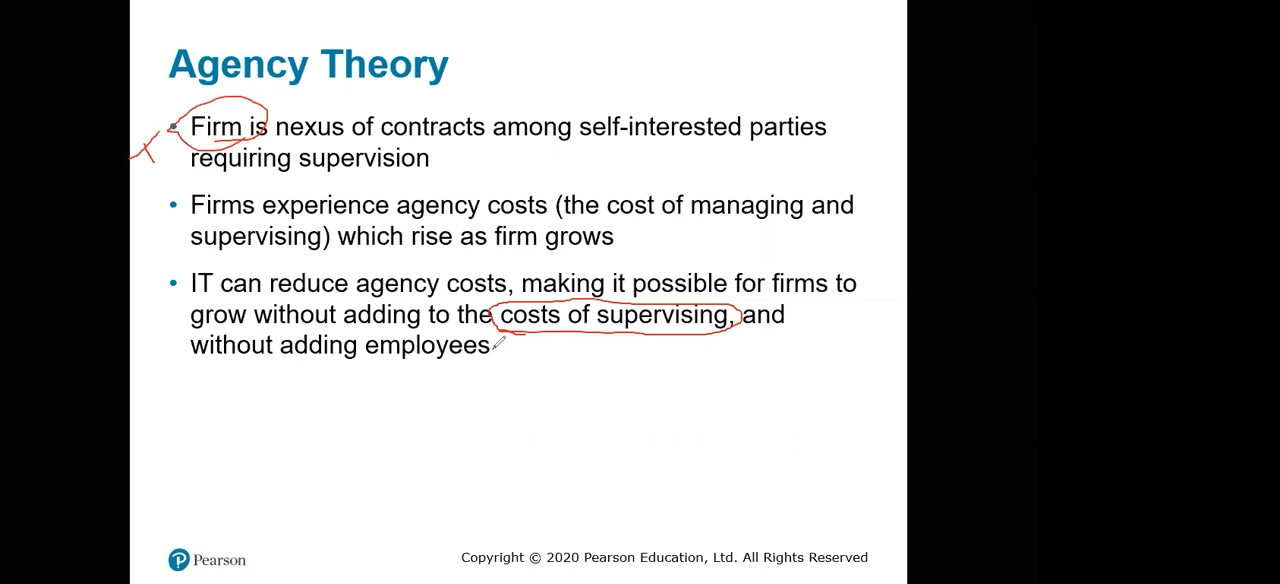 Agency Theory
• Firm is nexus of contracts among self-interested parties
requiring supervision
• Firms experience agency costs (the cost of managing and
supervising) which rise as firm grows
• IT can reduce agency costs, making it possible for firms to
grow without adding to the costs of supervising, and
without adding employees
Pearson
Copyright © 2020 Pearson Education, Ltd. All Rights Reserved